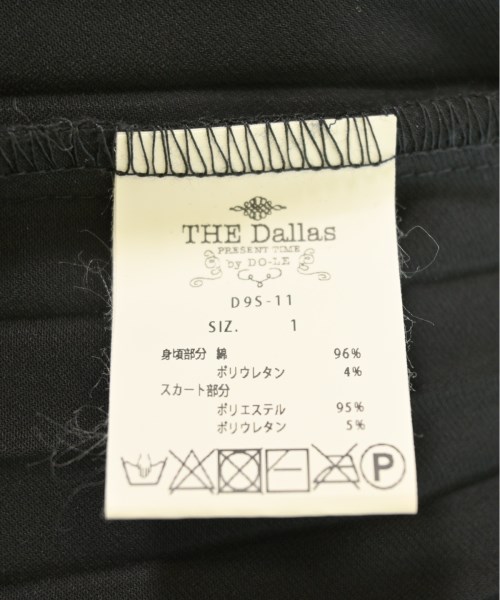 THE Dallas
PRESENT TIME
by DO-LE
D95-11
SIZ. 1
身頃部分 綿 96%
ポリウレタン 4%
スカート部分
ポリエステル 95%
ポリウレタン 5%
P